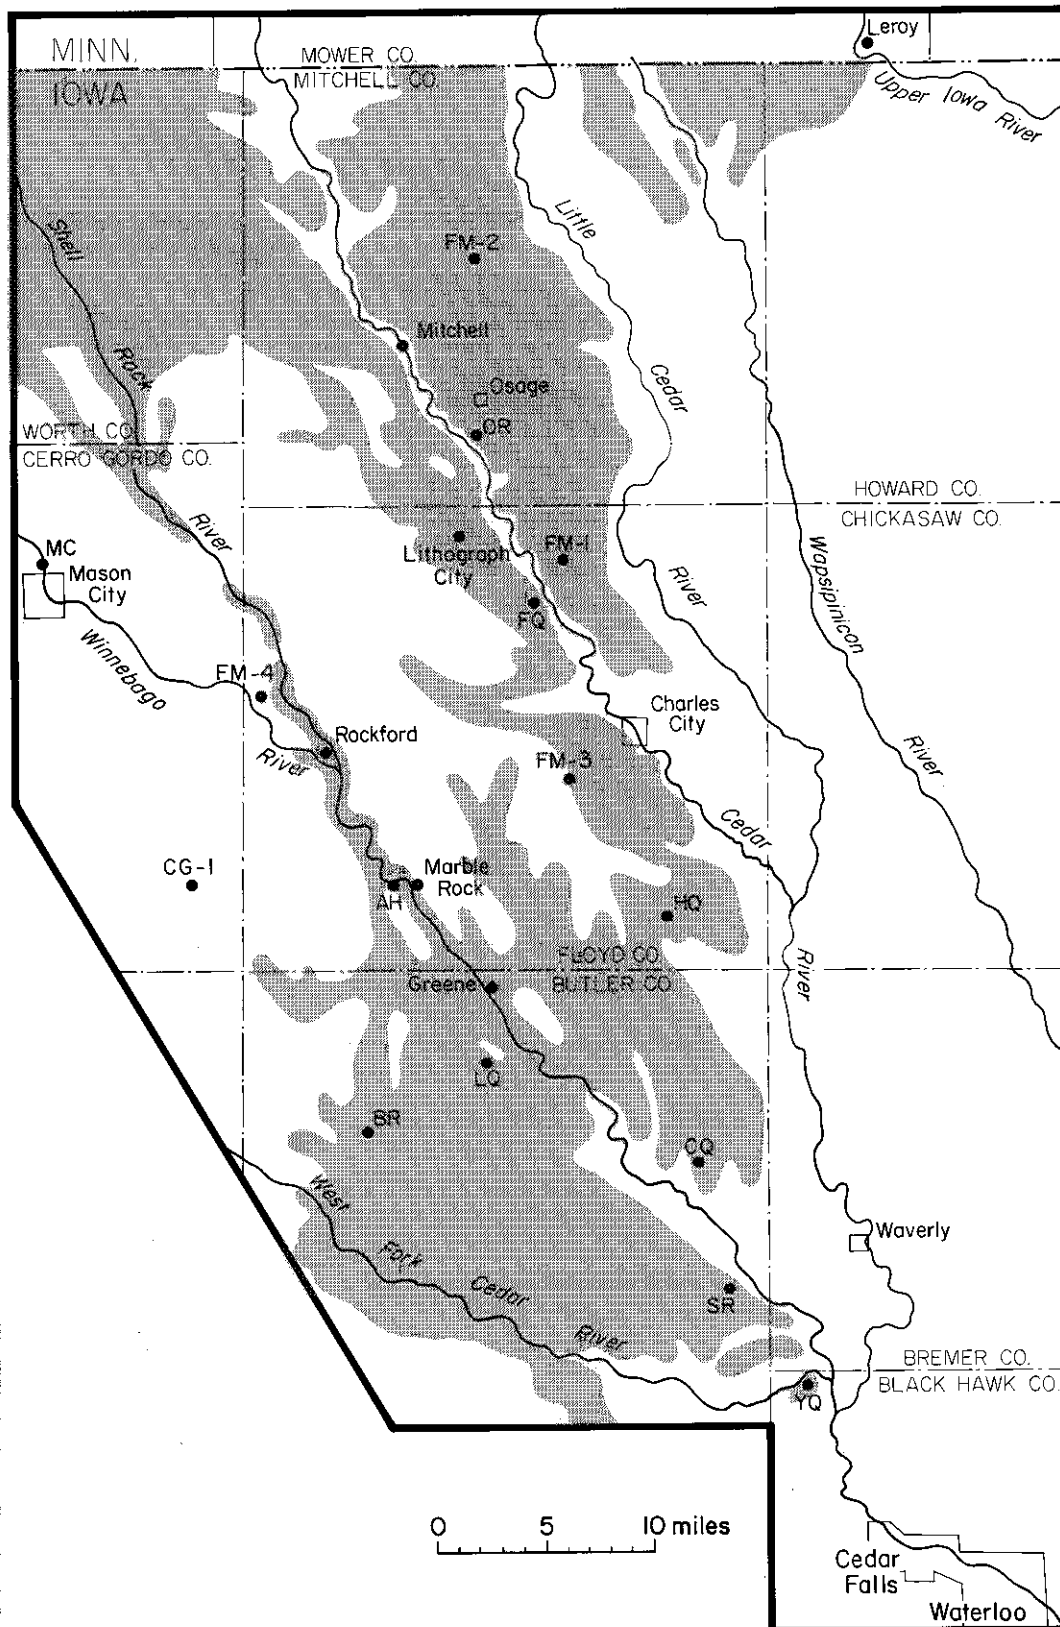 Leroy
MINN.
MOWER CO.
MITCHELL CO.
IOWA
Upper Iowa
River
Little
Shell
FM-2
Mitchell
Rock
Cedar
Osage
OR
WORTH CO.
CERRO GORDO CO.
HOWARD CO.
CHICKASAW CO.
River
MC
Mason
City
Lithograph
City
FM-1
FQ
River
Wapsipinicon
Winnebago
FM-4
Charles
City
Rockford
River
FM-3
River
Cedar
CG-1
Marble
Rock
AH
HQ
FLOYD CO.
BUTLER CO.
River
Greene
LQ
BR
CQ
West
Fork
Waverly
Cedar
SR
River
BREMER CO.
BLACK HAWK CO.
YQ
0 5 10 miles
Cedar
Falls
Waterloo